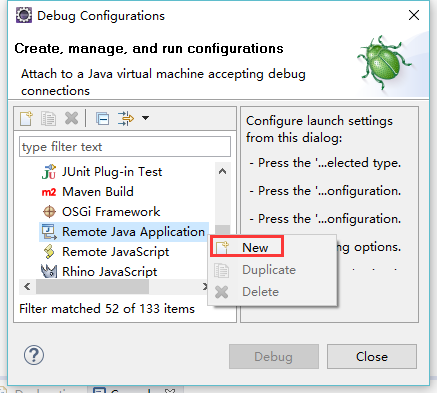 Debug Configurations
Create, manage, and run configurations
Attach to a Java virtual machine accepting debug
connections
type filter text
JUnit Plug-in Test
m2 Maven Build
OSGi Framework
Remote Java Application
Remote JavaScript
Rhino JavaScript
Filter matched 52 of 133 items
Configure launch settings
from this dialog:
- Press the '...elected type.
- Press the '...onfiguration.
- Press the '...onfiguration.
ng options.
New
Duplicate
Delete
Debug
Close